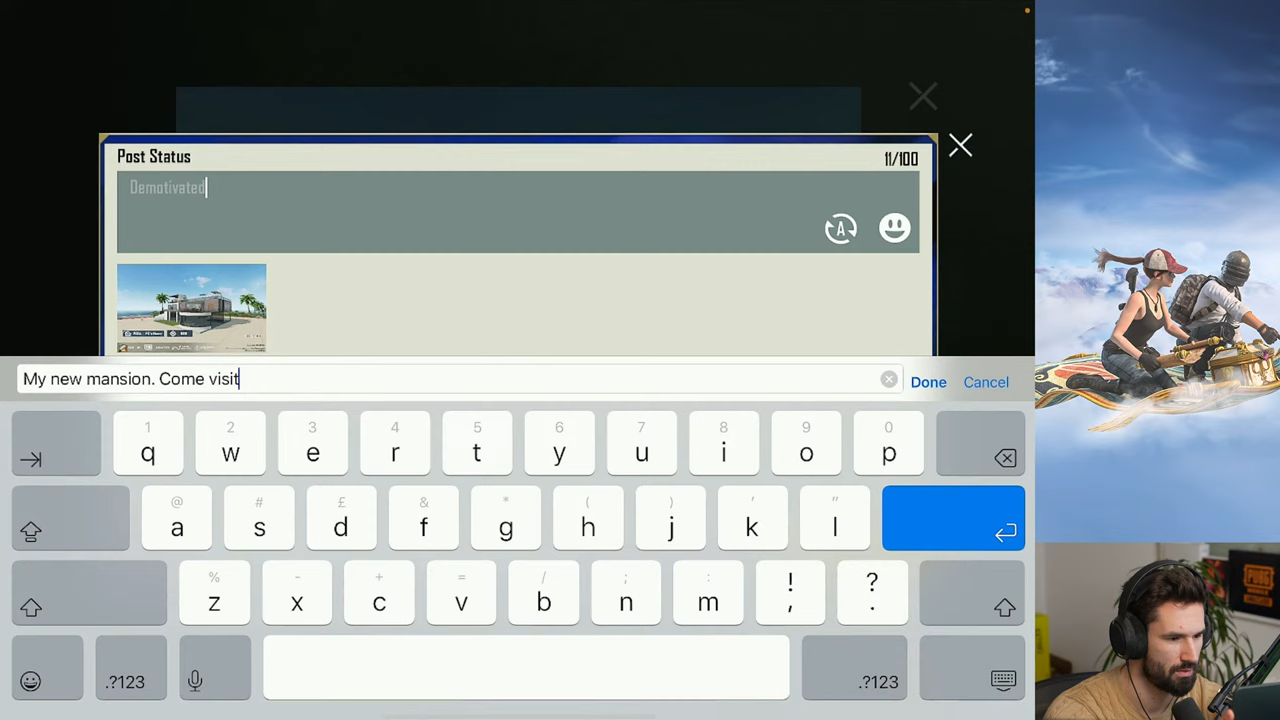 Post Status
11/100
Demotivated
A
My new mansion. Come visit
Done
Cancel
1 2 3 4 5 6 7 8 9 0
q w e r t y u i o p
@ # £ & * ( ) ' "
a s d f g h j k l
% - + = / ; : ! ?
z x c v b n m , .
.?123
.?123